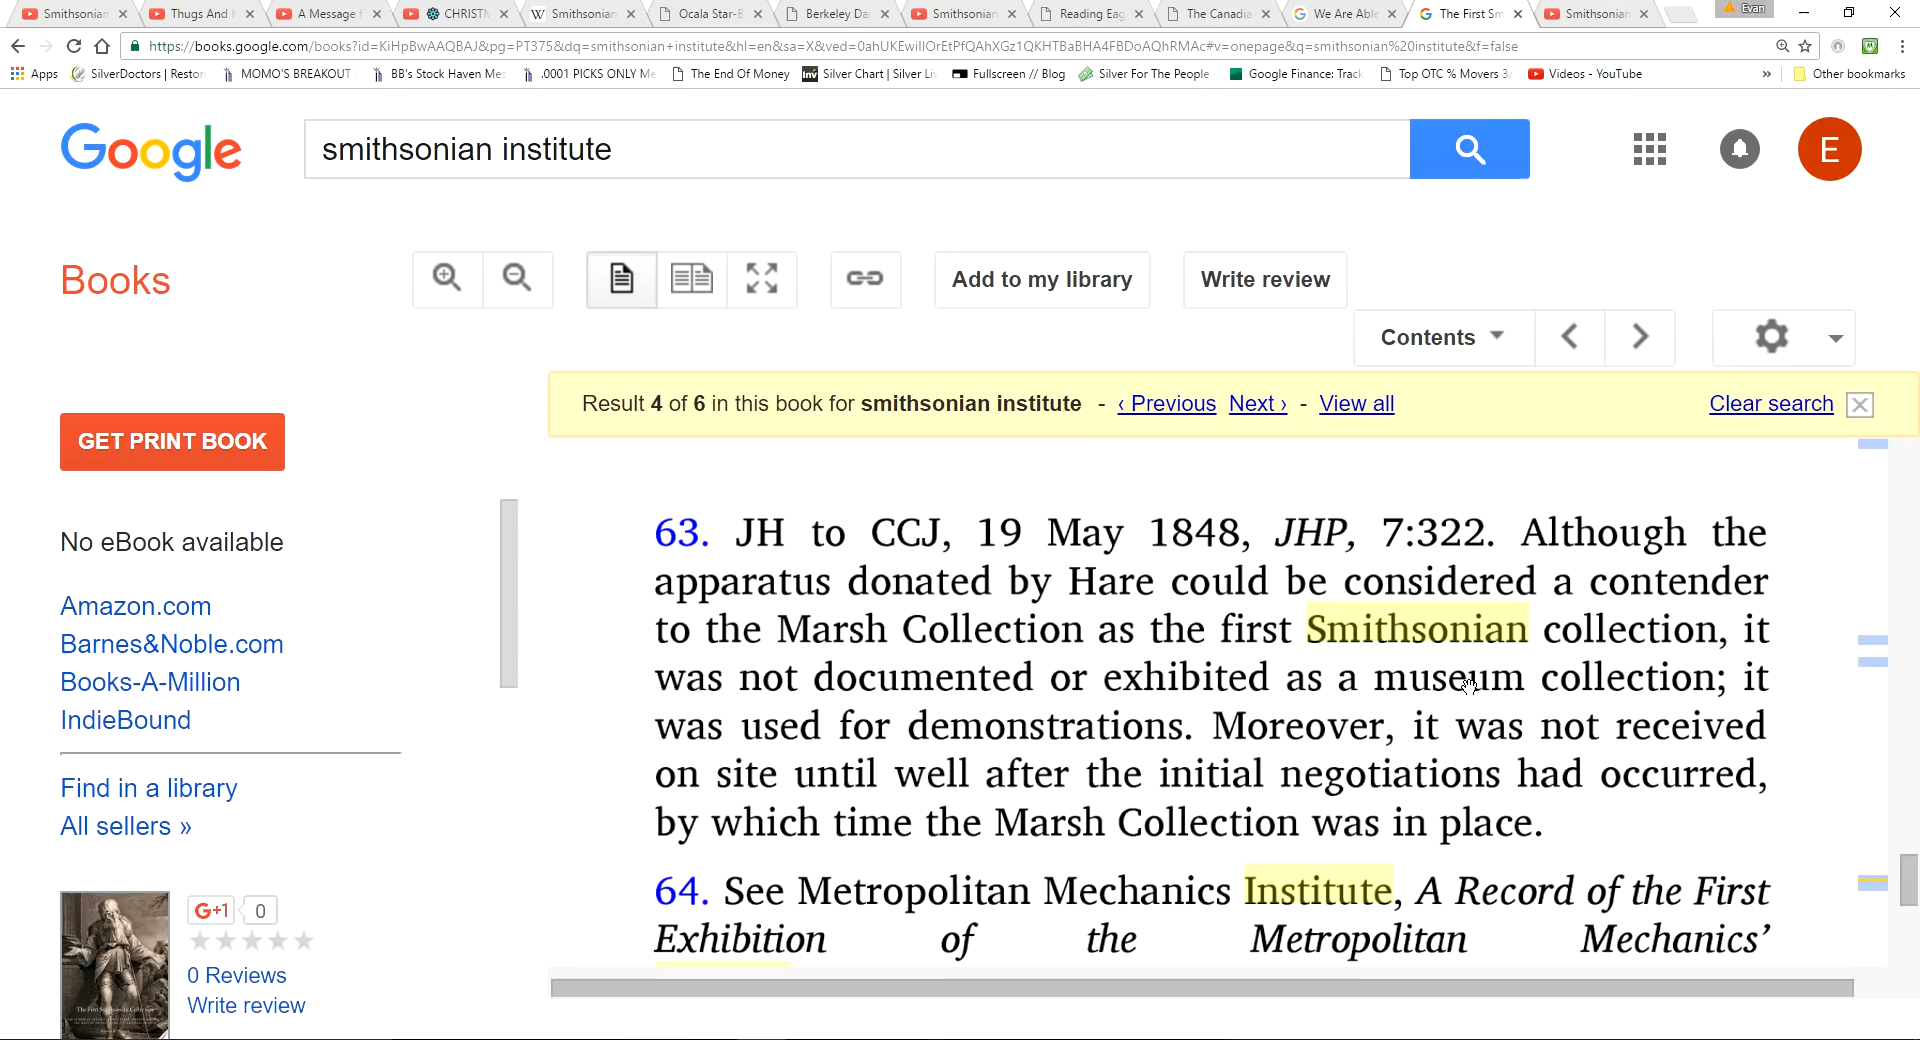 Smithsonian
Thugs And
A Message f
CHRISTM
Smithsonian
Ocala Star-B
Berkeley Da
Smithsonian
Reading Eag
The Canadia
We Are Able
The First Sm
Smithsonian
Evan
https://books.google.com/books?id=KiHpBwAAQBAJ&pg=PT375&dq=smithsonian+institute&hl=en&sa=X&ved=0ahUKEwiIlOrEtPfQAhXGz1QKHTBaBHA4FBDoAQhRMAc#v=onepage&q=smithsonian%20institute&f=false
Apps
SilverDoctors | Restor
MOMO'S BREAKOUT
BB's Stock Haven Mes
.0001 PICKS ONLY Me
The End Of Money
Inv Silver Chart | Silver Li
Fullscreen // Blog
Silver For The People
Google Finance: Track
Top OTC % Movers 3/
Videos - YouTube
»
Other bookmarks
Google
smithsonian institute
E
Books
Add to my library
Write review
Contents
Result 4 of 6 in this book for smithsonian institute - ‹ Previous Next › - View all
Clear search
GET PRINT BOOK
No eBook available
Amazon.com
Barnes&Noble.com
Books-A-Million
IndieBound
Find in a library
All sellers »
G+1 0
0 Reviews
Write review
The First Smithsonian Collection
63. JH to CCJ, 19 May 1848, JHP, 7:322. Although the
apparatus donated by Hare could be considered a contender
to the Marsh Collection as the first Smithsonian collection, it
was not documented or exhibited as a museum collection; it
was used for demonstrations. Moreover, it was not received
on site until well after the initial negotiations had occurred,
by which time the Marsh Collection was in place.
64. See Metropolitan Mechanics Institute, A Record of the First
Exhibition of the Metropolitan Mechanics’